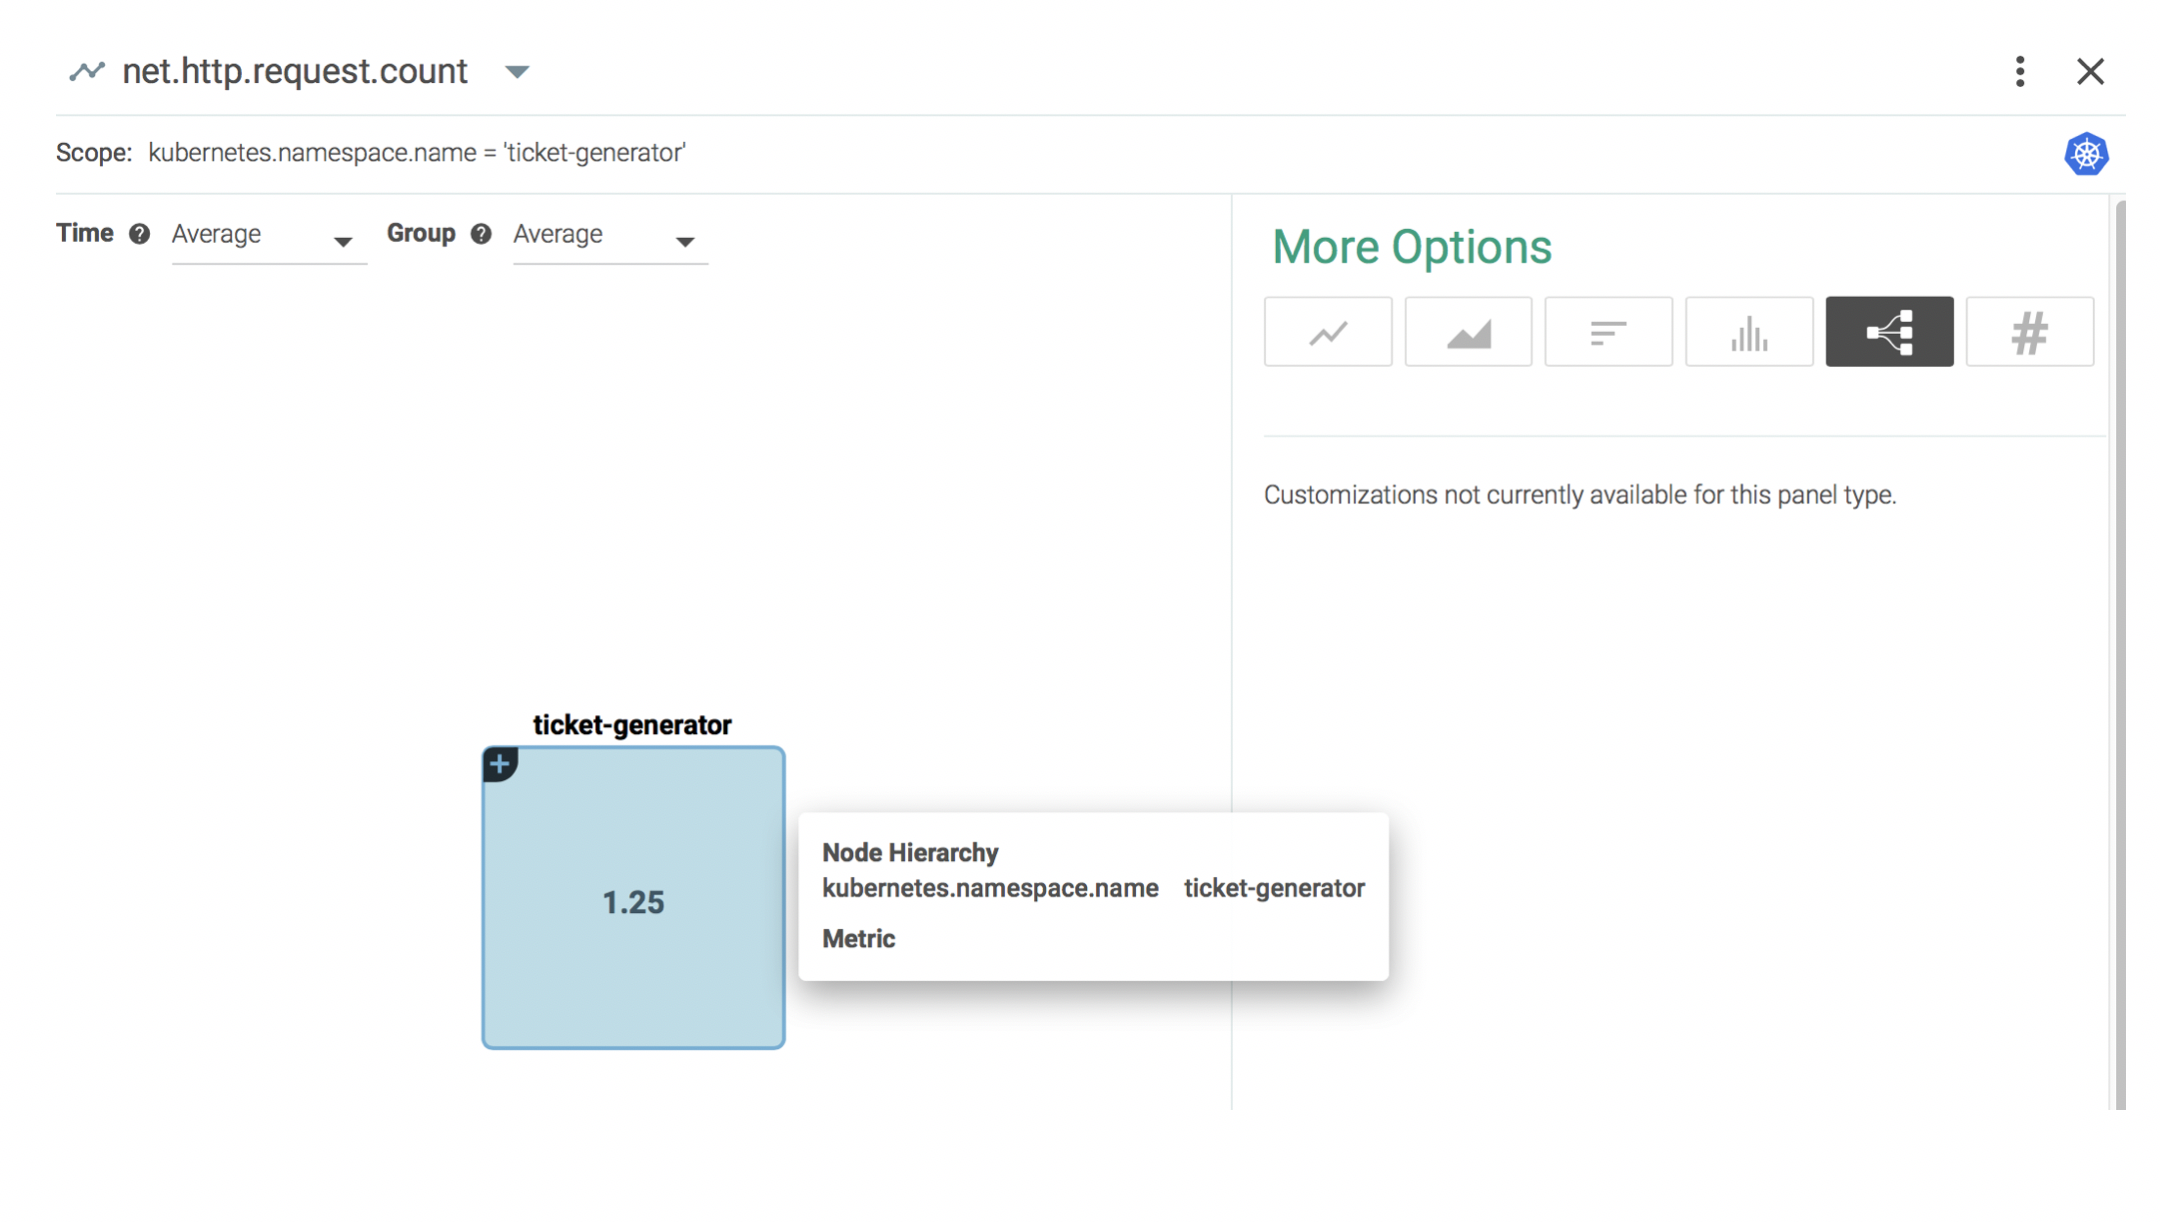 net.http.request.count
Scope: kubernetes.namespace.name = 'ticket-generator'
Time ? Average Group ? Average
More Options
#
Customizations not currently available for this panel type.
ticket-generator
+
1.25
Node Hierarchy
kubernetes.namespace.name ticket-generator
Metric